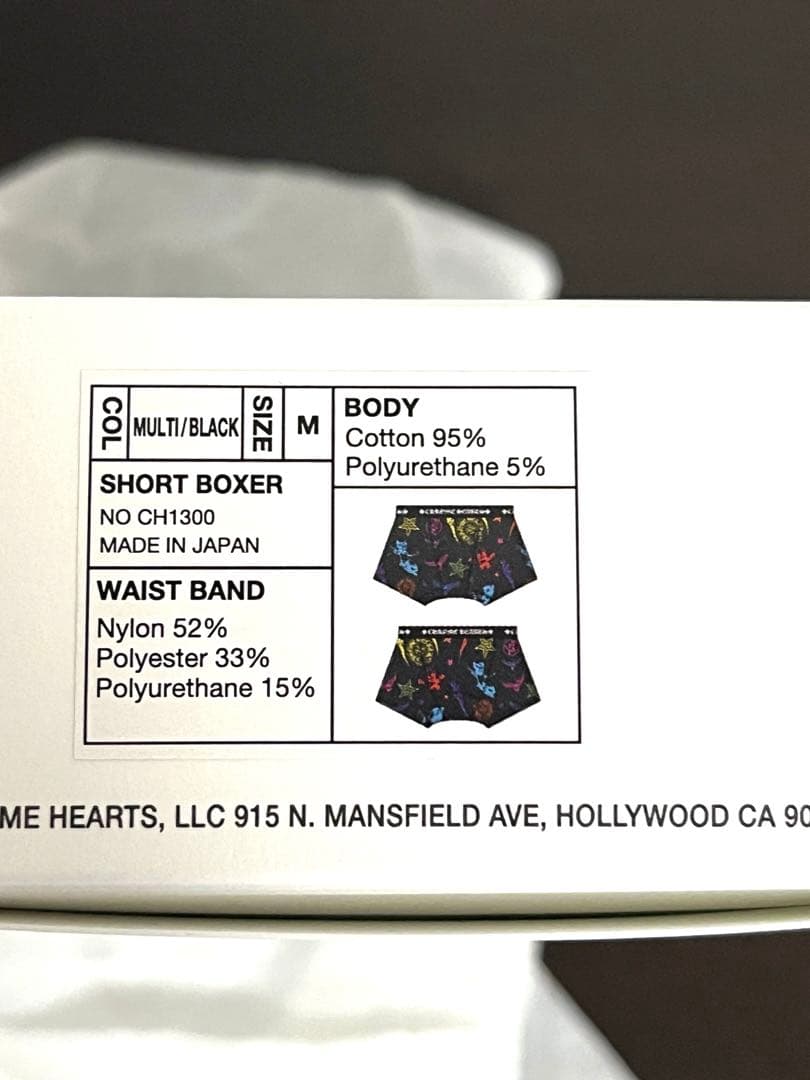 COL MULTI/BLACK SIZE M
SHORT BOXER
NO CH1300
MADE IN JAPAN
WAIST BAND
Nylon 52%
Polyester 33%
Polyurethane 15%
BODY
Cotton 95%
Polyurethane 5%
ME HEARTS, LLC 915 N. MANSFIELD AVE, HOLLYWOOD CA 90